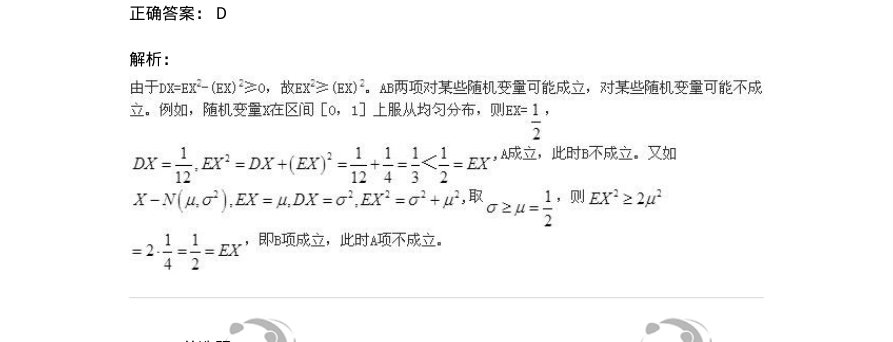 正确答案： D
解析：
由于DX=EX²-(EX)²≥0，故EX²≥(EX)²。AB两项对某些随机变量可能成立，对某些随机变量可能不成
立。例如，随机变量X在区间［0，1］上服从均匀分布，则EX=1/2，
DX=1/12,EX²=DX+(EX)²=1/12+1/4=1/3<1/2=EX，A成立，此时B不成立。又如
X-N(μ,σ²),EX=μ,DX=σ²,EX²=σ²+μ²,取σ≥μ=1/2，则EX²≥2μ²
=2·1/4=1/2=EX，即B项成立，此时A项不成立。